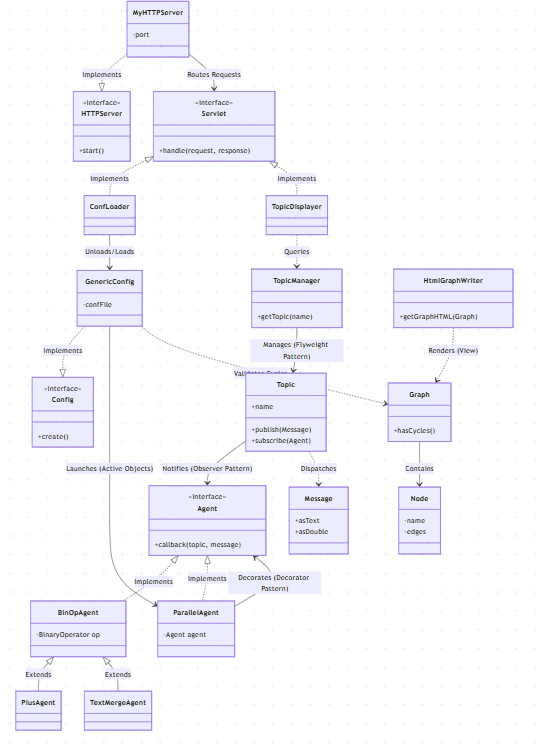 MyHTTPServer
-port
Implements
Routes Requests
«interface»
HTTPServer
+start()
«interface»
Servlet
+handle(request, response)
Implements
Implements
ConfLoader
TopicDisplayer
Unloads/Loads
Queries
GenericConfig
-confFile
TopicManager
+getTopic(name)
HtmlGraphWriter
+getGraphHTML(Graph)
Implements
Manages (Flyweight
Pattern)
Renders (View)
«interface»
Config
+create()
Topic
+name
+publish(Message)
+subscribe(Agent)
Graph
+hasCycles()
Launches (Active Objects)
Notifies (Observer Pattern)
Dispatches
Contains
«interface»
Agent
+callback(topic, message)
Message
+asText
+asDouble
Node
-name
-edges
Implements
Implements
Decorates (Decorator
Pattern)
BinOpAgent
-BinaryOperator op
ParallelAgent
-Agent agent
Extends
Extends
PlusAgent
TextMergeAgent